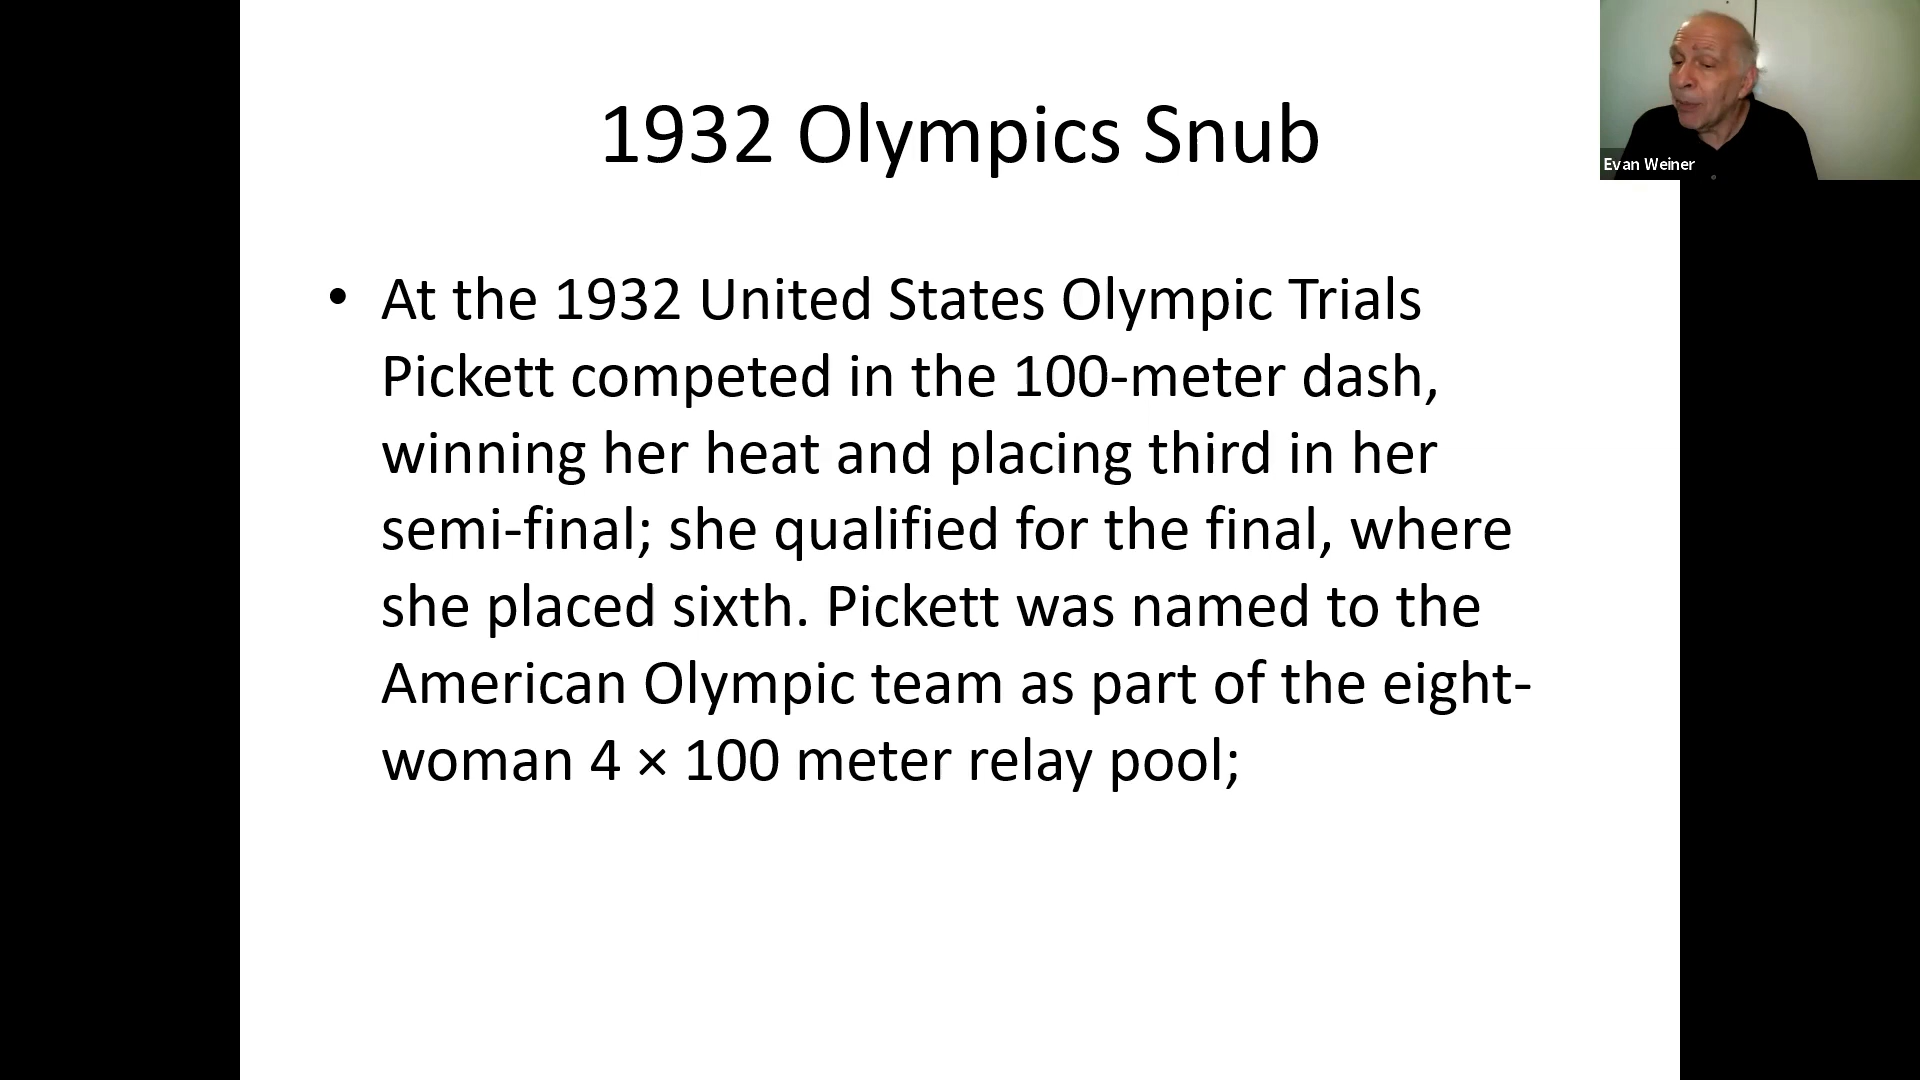 1932 Olympics Snub
Evan Weiner
• At the 1932 United States Olympic Trials
Pickett competed in the 100-meter dash,
winning her heat and placing third in her
semi-final; she qualified for the final, where
she placed sixth. Pickett was named to the
American Olympic team as part of the eight-
woman 4 × 100 meter relay pool;